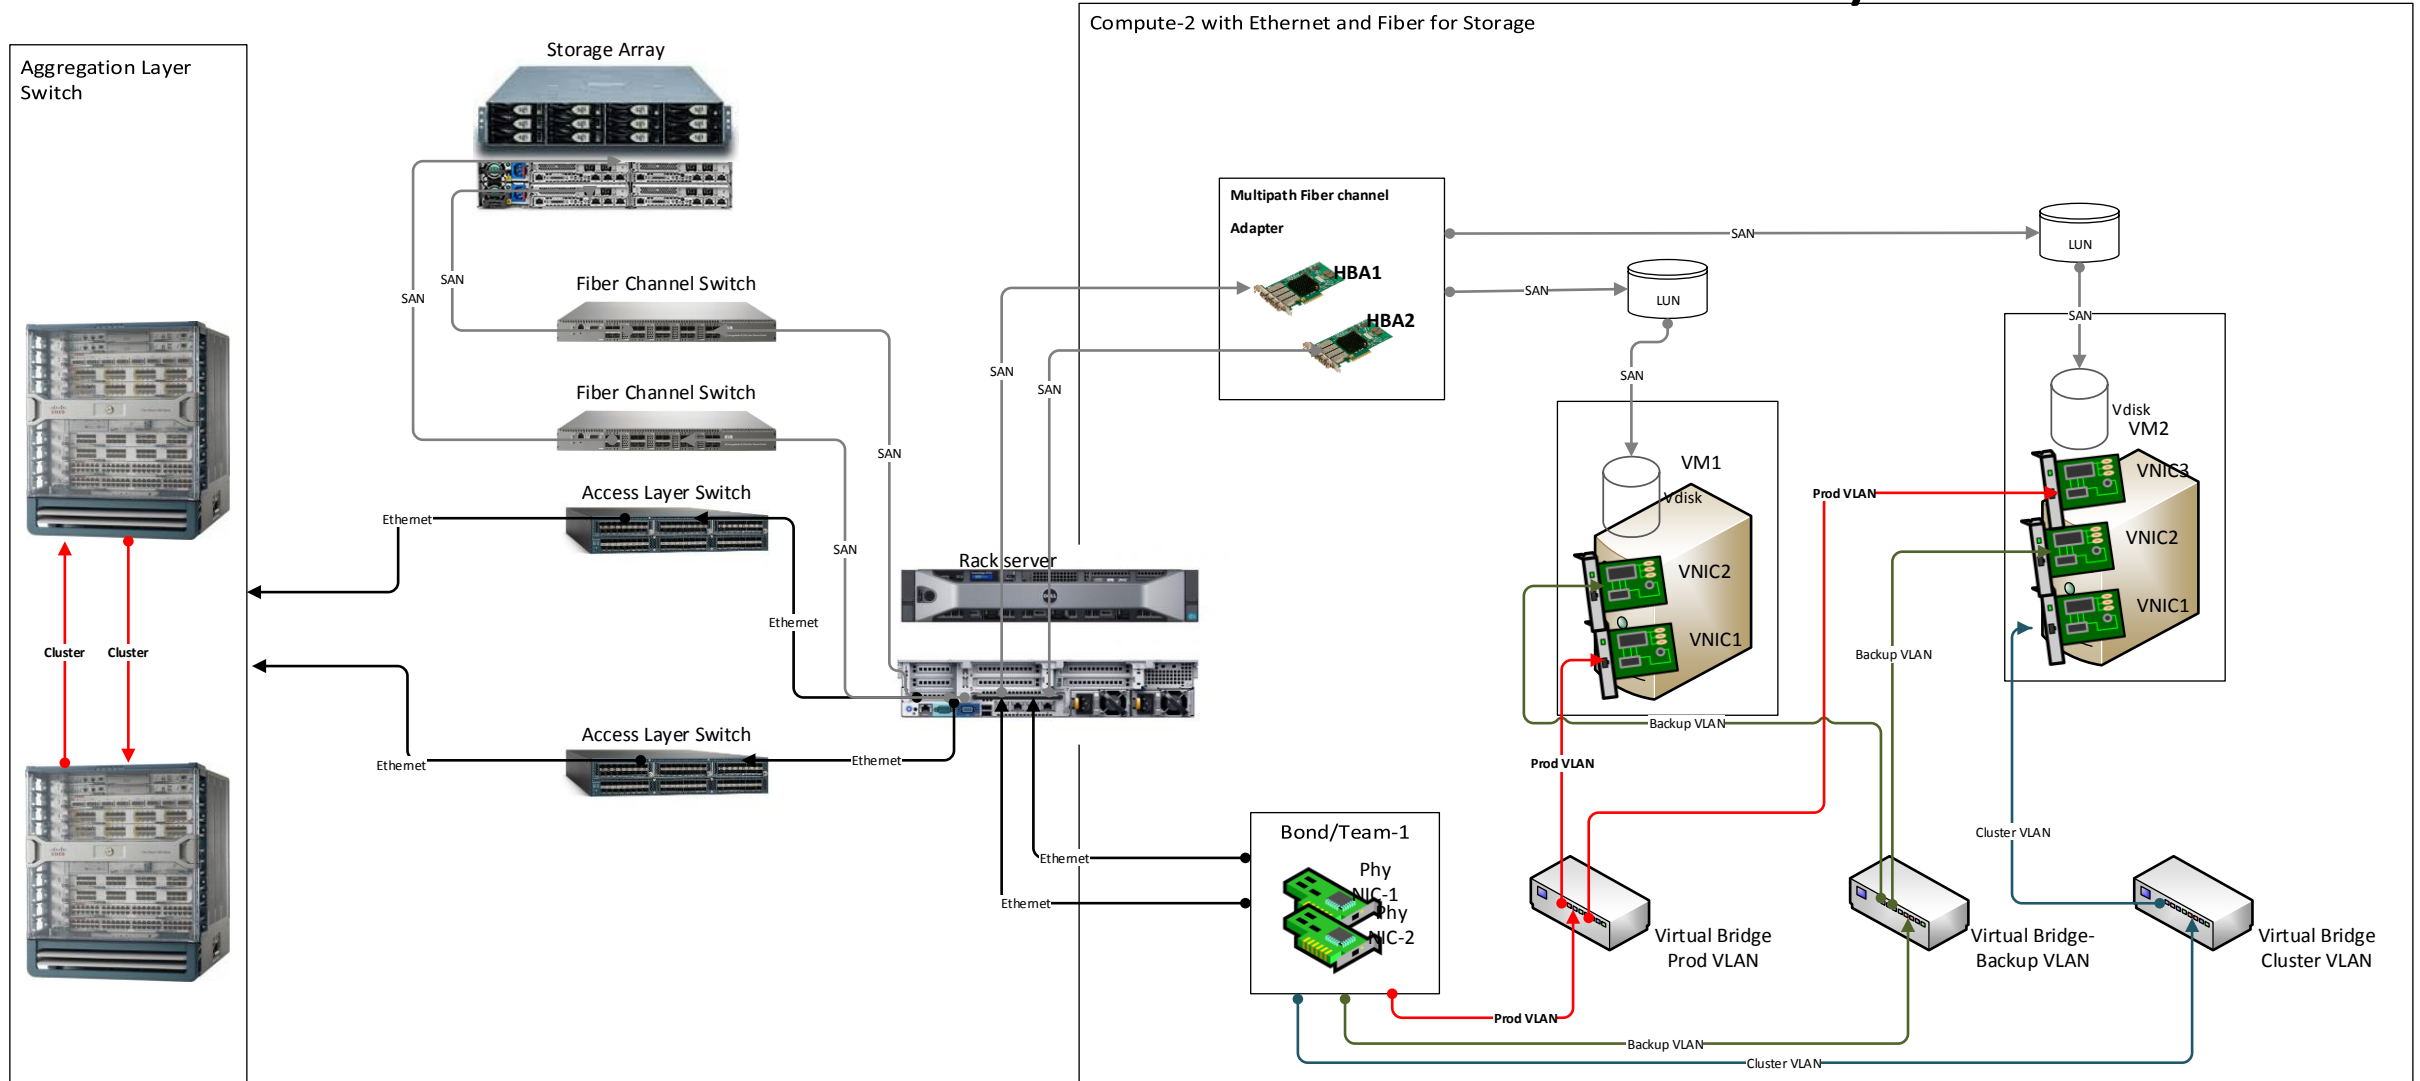 Compute-2 with Ethernet and Fiber for Storage
Aggregation Layer
Switch
Storage Array
Multipath Fiber channel
Adapter
HBA1
HBA2
SAN
LUN
SAN
LUN
SAN
SAN
SAN
SAN
Fiber Channel Switch
Fiber Channel Switch
SAN
SAN
SAN
SAN
Vdisk
VM2
VNIC3
VNIC2
VNIC1
VM1
Vdisk
VNIC2
VNIC1
Prod VLAN
Access Layer Switch
Ethernet
Rack server
Ethernet
Cluster
Cluster
Backup VLAN
Backup VLAN
Access Layer Switch
Ethernet
Ethernet
Prod VLAN
Cluster VLAN
Bond/Team-1
Phy
NIC-1
Phy
NIC-2
Ethernet
Ethernet
Virtual Bridge
Prod VLAN
Virtual Bridge-
Backup VLAN
Virtual Bridge
Cluster VLAN
Prod VLAN
Backup VLAN
Cluster VLAN